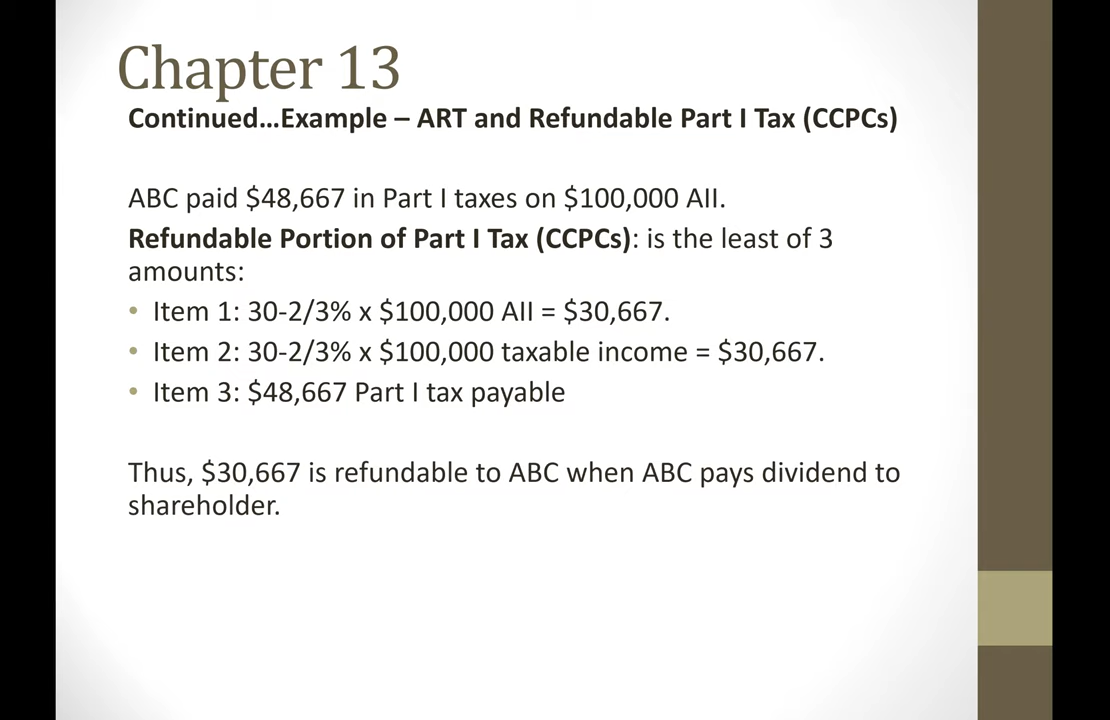 Chapter 13
Continued…Example – ART and Refundable Part I Tax (CCPCs)
ABC paid $48,667 in Part I taxes on $100,000 AII.
Refundable Portion of Part I Tax (CCPCs): is the least of 3
amounts:
• Item 1: 30-2/3% x $100,000 AII = $30,667.
• Item 2: 30-2/3% x $100,000 taxable income = $30,667.
• Item 3: $48,667 Part I tax payable
Thus, $30,667 is refundable to ABC when ABC pays dividend to
shareholder.